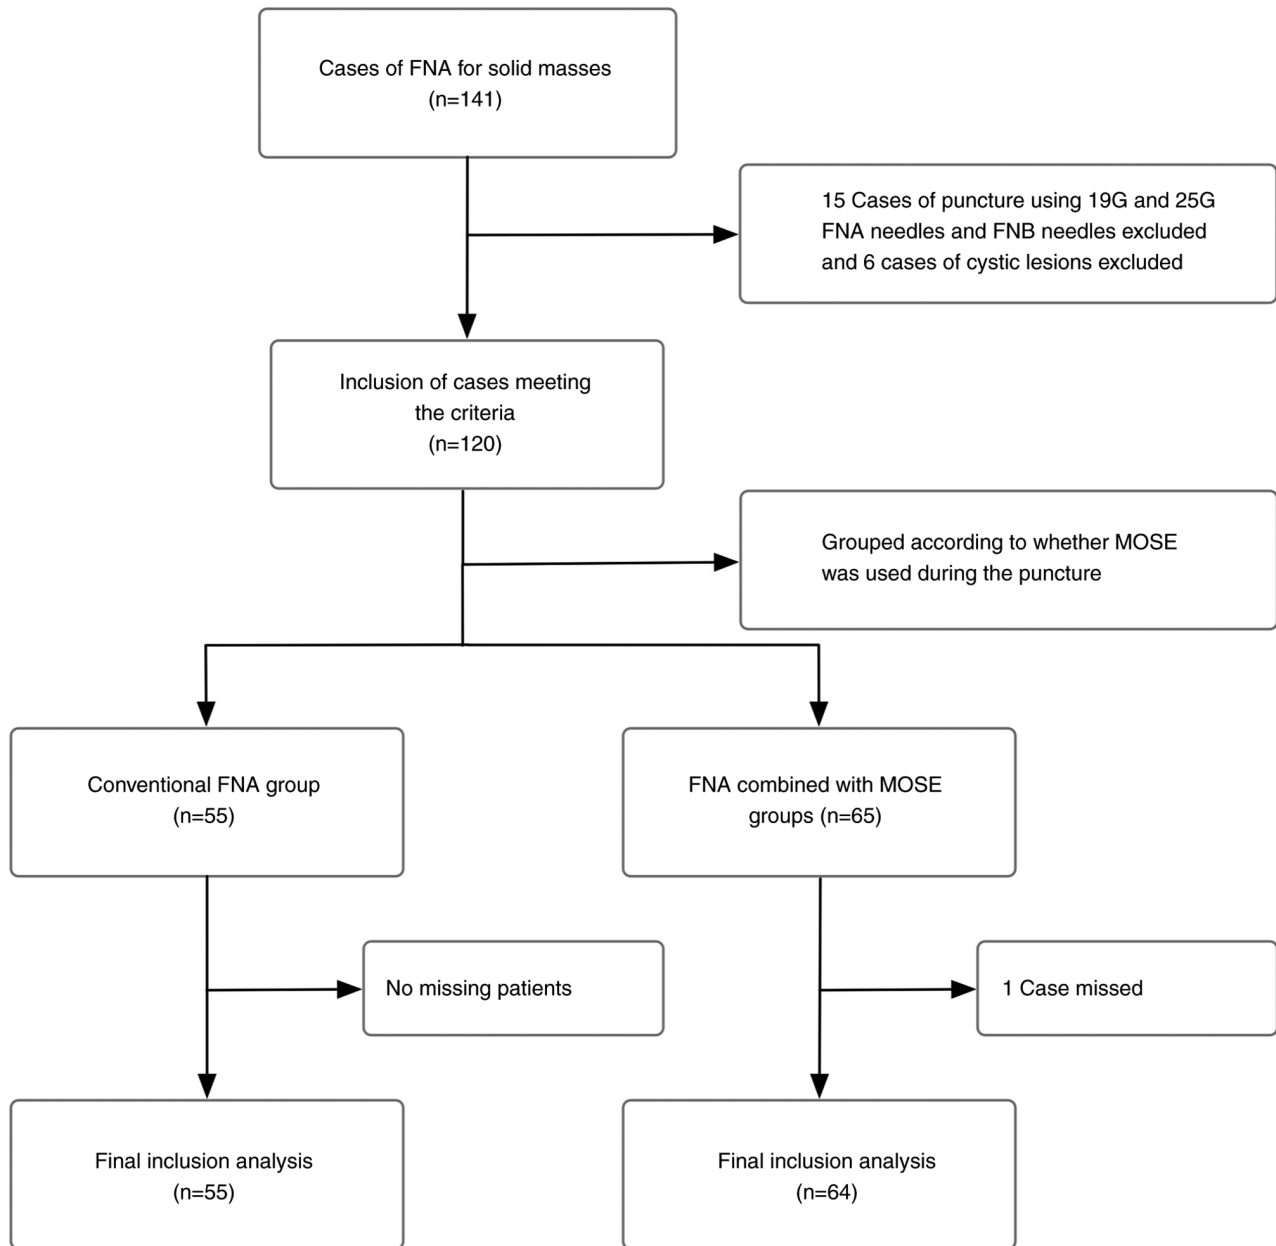 Cases of FNA for solid masses
(n=141)
15 Cases of puncture using 19G and 25G
FNA needles and FNB needles excluded
and 6 cases of cystic lesions excluded
Inclusion of cases meeting
the criteria
(n=120)
Grouped according to whether MOSE
was used during the puncture
Conventional FNA group
(n=55)
FNA combined with MOSE
groups (n=65)
No missing patients
1 Case missed
Final inclusion analysis
(n=55)
Final inclusion analysis
(n=64)